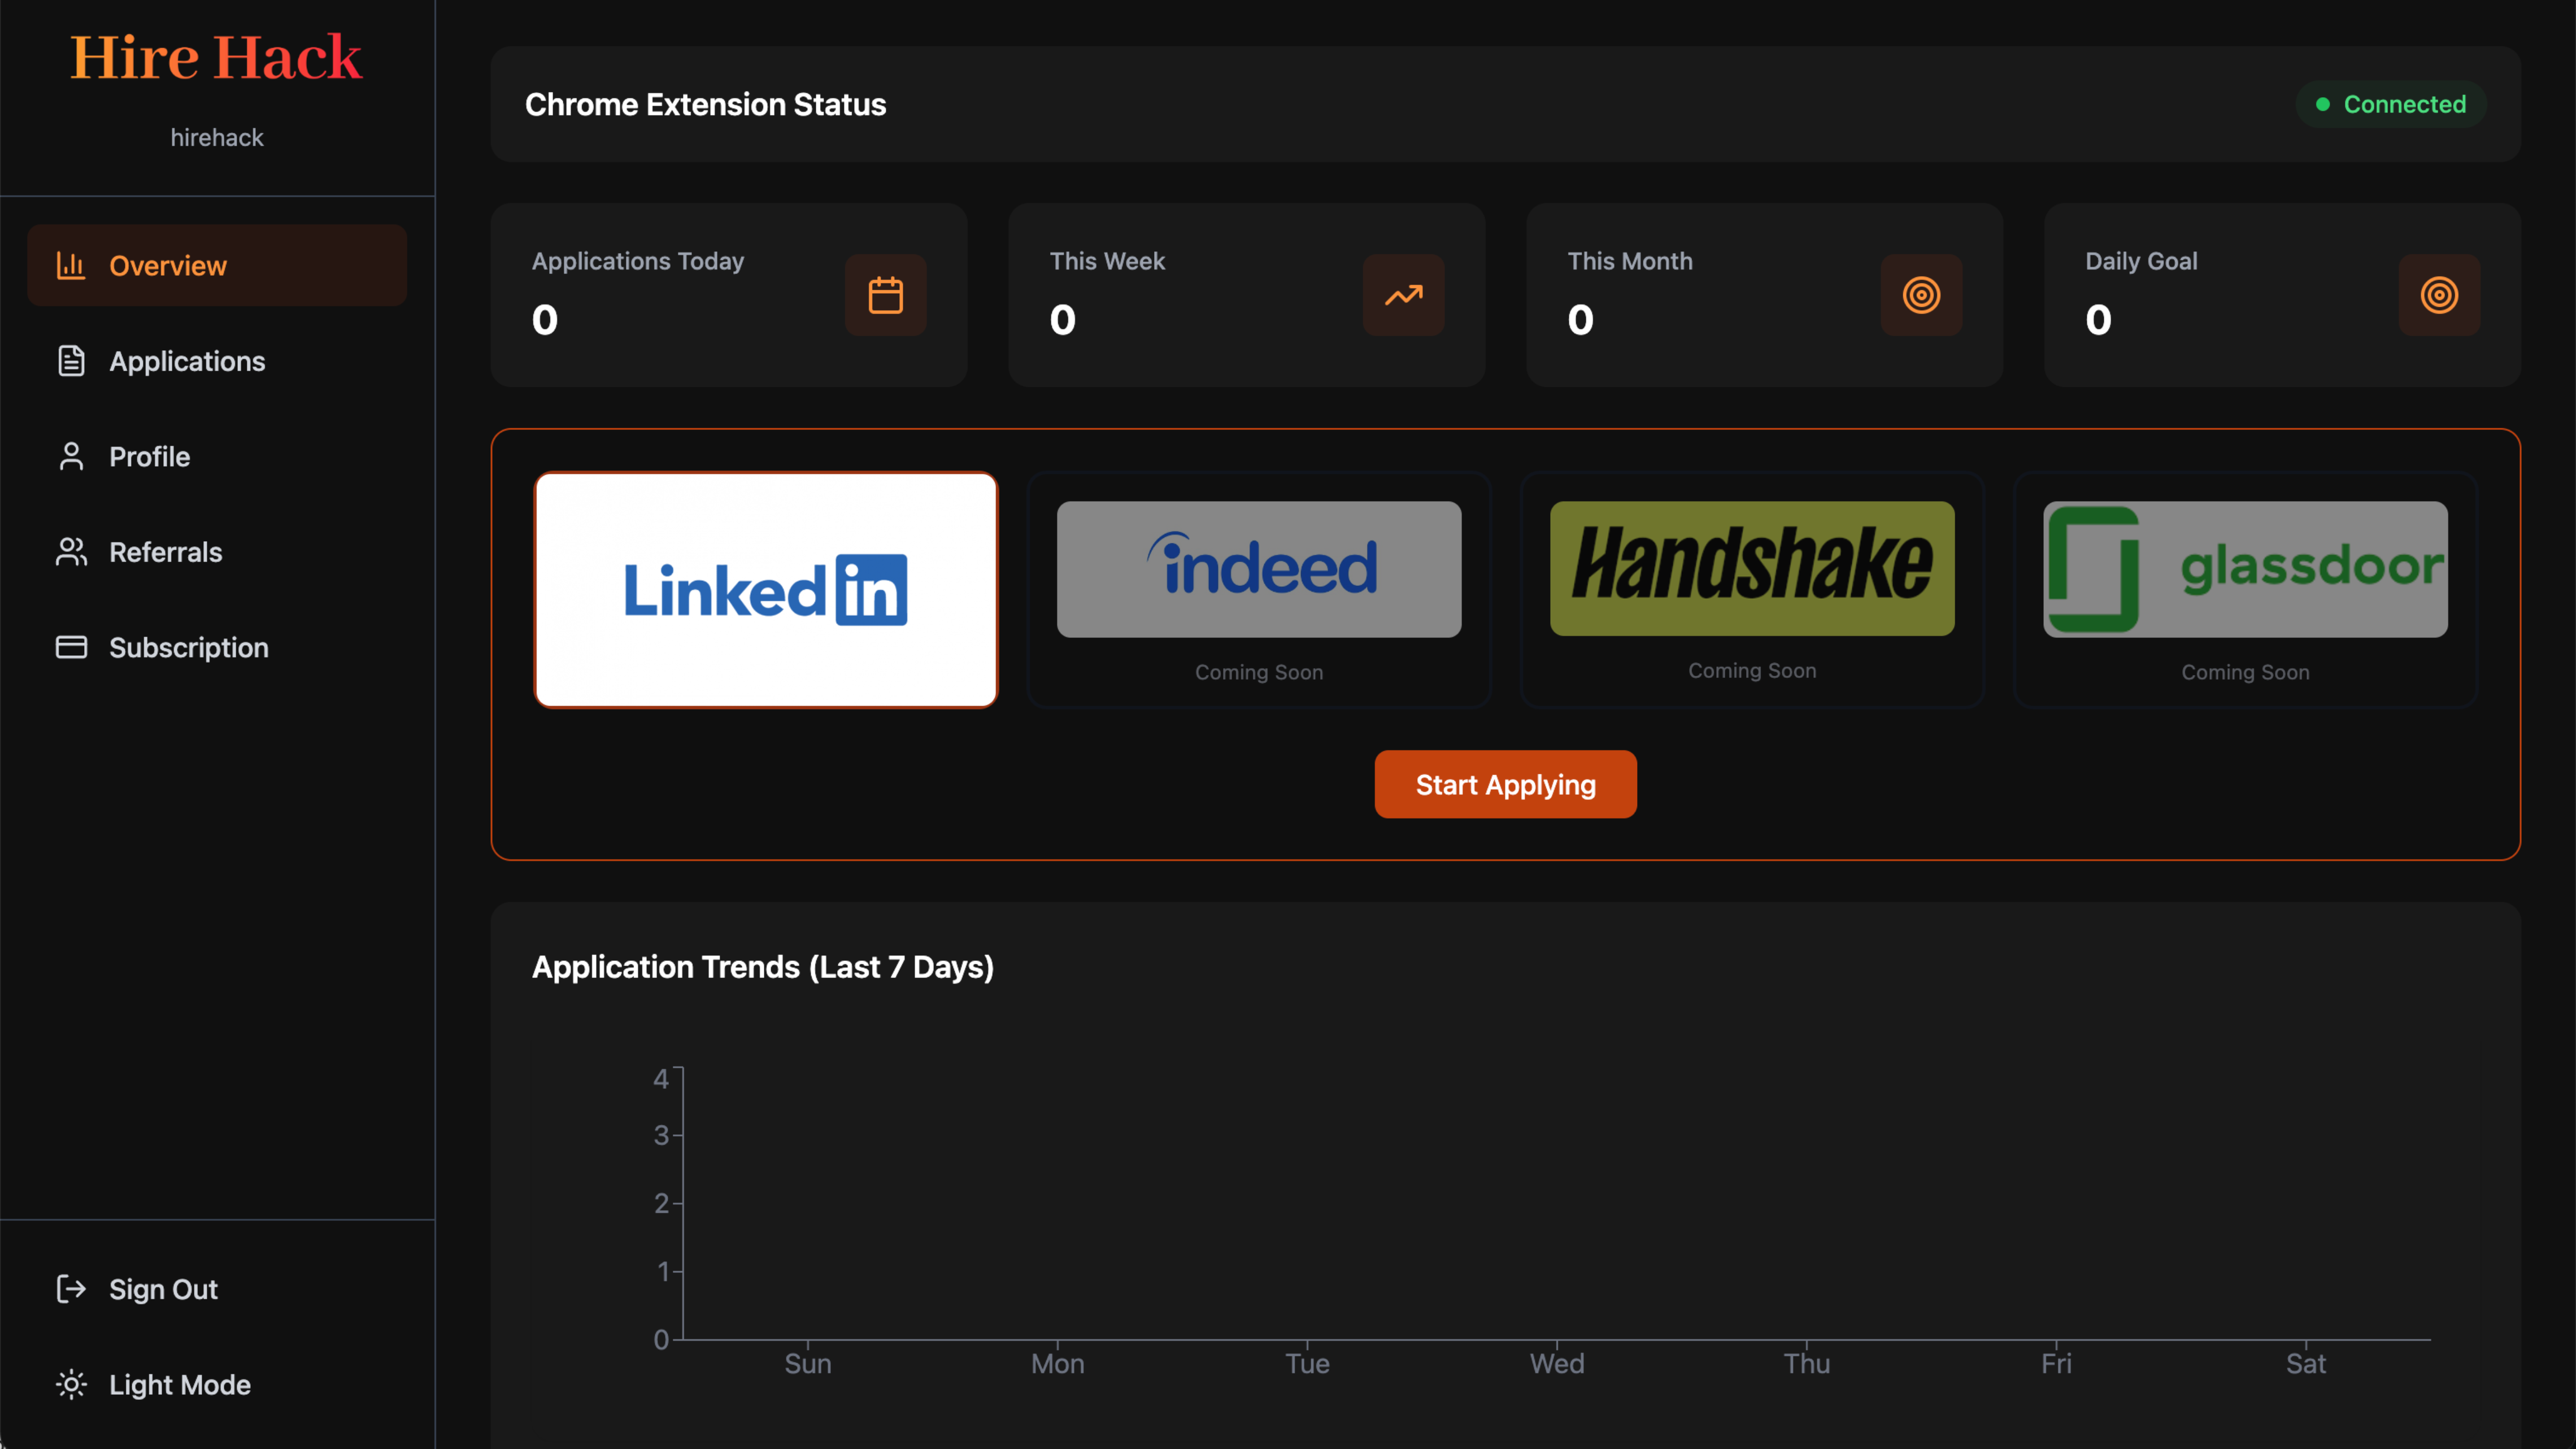 Hire Hack
hirehack
Overview
Applications
Profile
Referrals
Subscription
Sign Out
Light Mode
Chrome Extension Status
Connected
Applications Today
0
This Week
0
This Month
0
Daily Goal
0
Linked in
indeed
Coming Soon
Handshake
Coming Soon
glassdoor
Coming Soon
Start Applying
Application Trends (Last 7 Days)
4
3
2
1
0
Sun Mon Tue Wed Thu Fri Sat